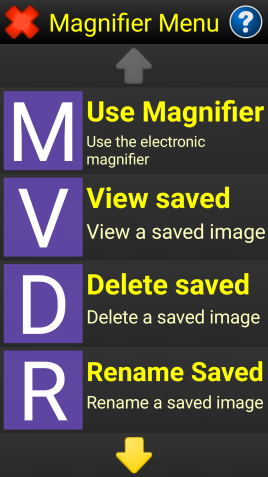 Magnifier Menu ?
M
Use Magnifier
Use the electronic
magnifier
V
View saved
View a saved image
D
Delete saved
Delete a saved image
R
Rename Saved
Rename a saved image